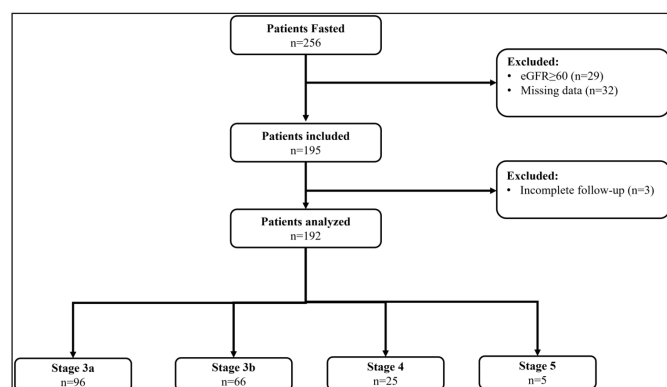 Patients Fasted
n=256
Excluded:
• eGFR≥60 (n=29)
• Missing data (n=32)
Patients included
n=195
Excluded:
• Incomplete follow-up (n=3)
Patients analyzed
n=192
Stage 3a
n=96
Stage 3b
n=66
Stage 4
n=25
Stage 5
n=5